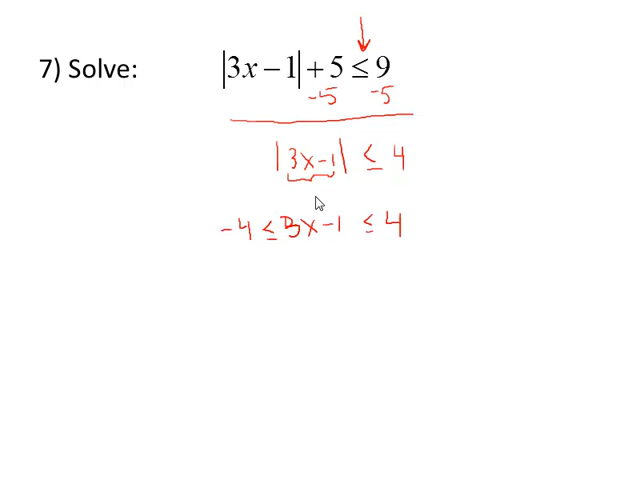 7) Solve: |3x − 1| + 5 ≤ 9
-5 -5
|3x-1| ≤ 4
-4 ≤ 3x-1 ≤ 4